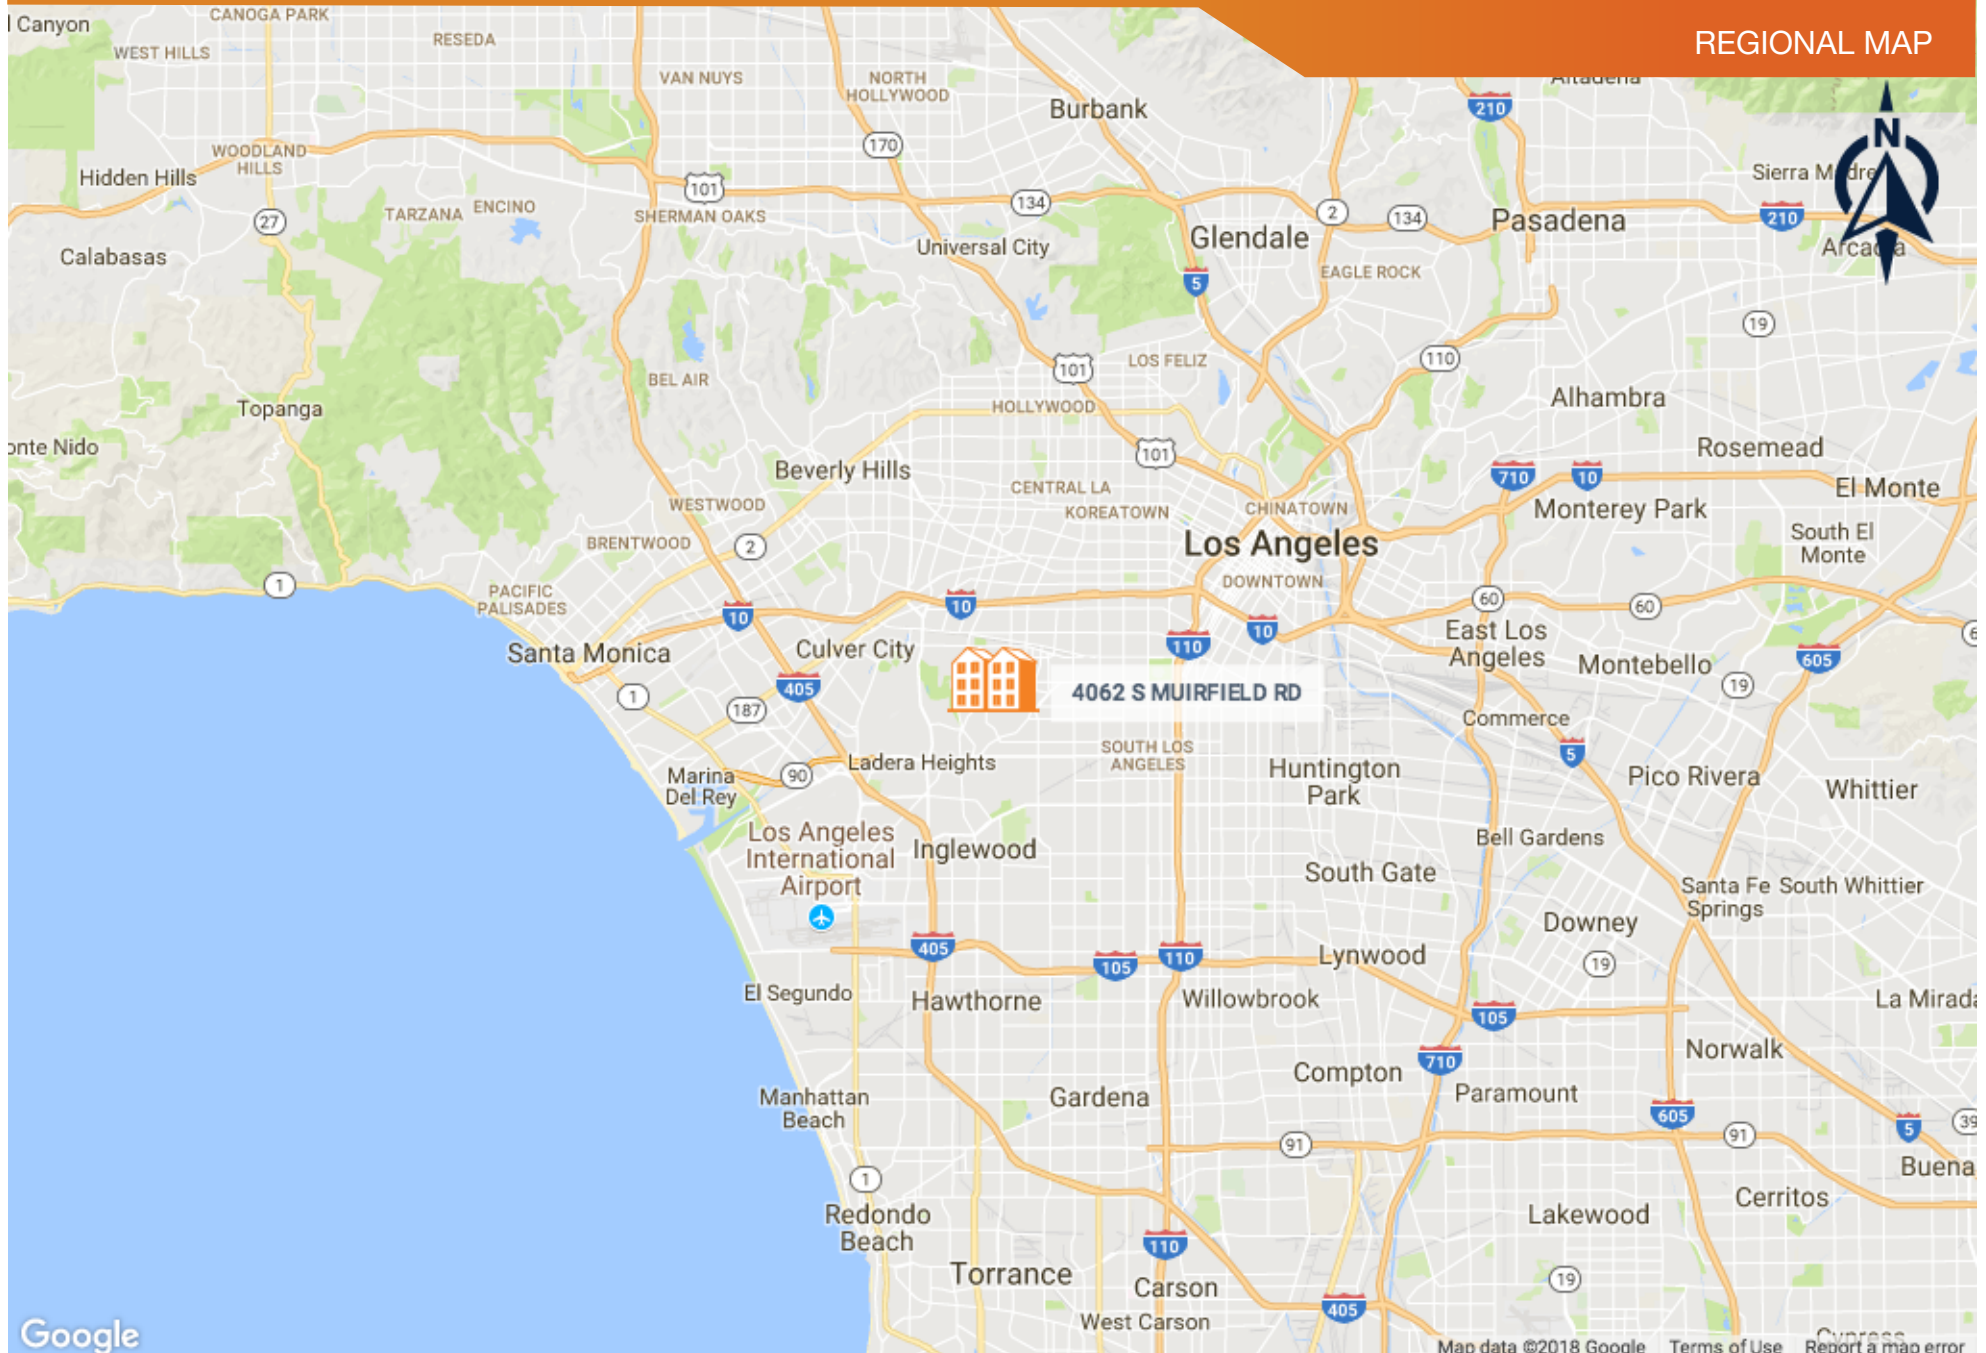 REGIONAL MAP
l Canyon
CANOGA PARK
WEST HILLS
RESEDA
VAN NUYS
NORTH
HOLLYWOOD
Burbank
Altadena
210
N
170
WOODLAND
HILLS
Hidden Hills
101
Sierra Madre
27
TARZANA
ENCINO
SHERMAN OAKS
134
2
134
Pasadena
210
Calabasas
Universal City
Glendale
Arcadia
EAGLE ROCK
5
19
LOS FELIZ
110
101
BEL AIR
Topanga
HOLLYWOOD
Alhambra
onte Nido
101
Rosemead
Beverly Hills
710
10
CENTRAL LA
El Monte
WESTWOOD
KOREATOWN
CHINATOWN
Monterey Park
BRENTWOOD
2
Los Angeles
South El
Monte
1
DOWNTOWN
PACIFIC
PALISADES
10
10
60
60
10
110
East Los
Angeles
Santa Monica
Culver City
Montebello
605
405
19
1
187
4062 S MUIRFIELD RD
Commerce
SOUTH LOS
ANGELES
5
Ladera Heights
90
Marina
Del Rey
Huntington
Park
Pico Rivera
Whittier
Los Angeles
International
Airport
Inglewood
Bell Gardens
South Gate
Santa Fe
Springs
South Whittier
Downey
405
105
110
Lynwood
19
El Segundo
Hawthorne
Willowbrook
La Mirada
105
Norwalk
710
Compton
Manhattan
Beach
Gardena
Paramount
605
91
91
5
39
Buena
1
Cerritos
Redondo
Beach
Lakewood
110
Torrance
Carson
19
405
West Carson
Google
Cypress
Map data ©2018 Google Terms of Use Report a map error